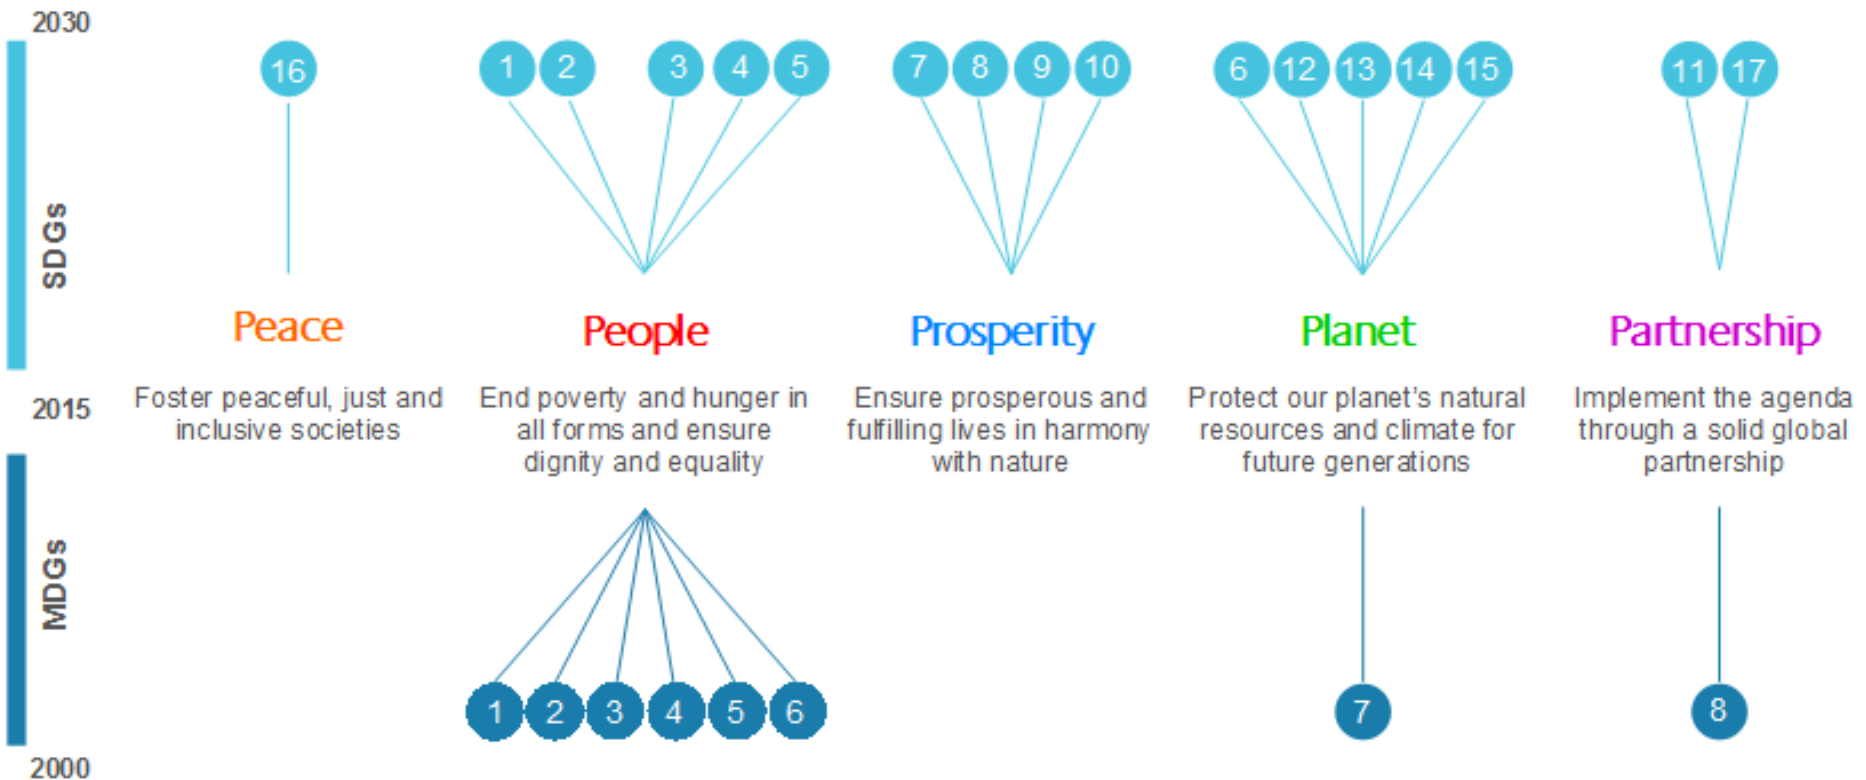 2030
16
1 2 3 4 5
7 8 9 10
6 12 13 14 15
11 17
SDGs
Peace
People
Prosperity
Planet
Partnership
2015
Foster peaceful, just and
inclusive societies
End poverty and hunger in
all forms and ensure
dignity and equality
Ensure prosperous and
fulfilling lives in harmony
with nature
Protect our planet's natural
resources and climate for
future generations
Implement the agenda
through a solid global
partnership
MDGs
1 2 3 4 5 6
7
8
2000